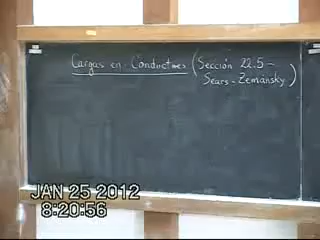 Cargas en Conductores (Sección 22.5 -
Sears - Zemansky)
JAN 25 2012
8:20:56